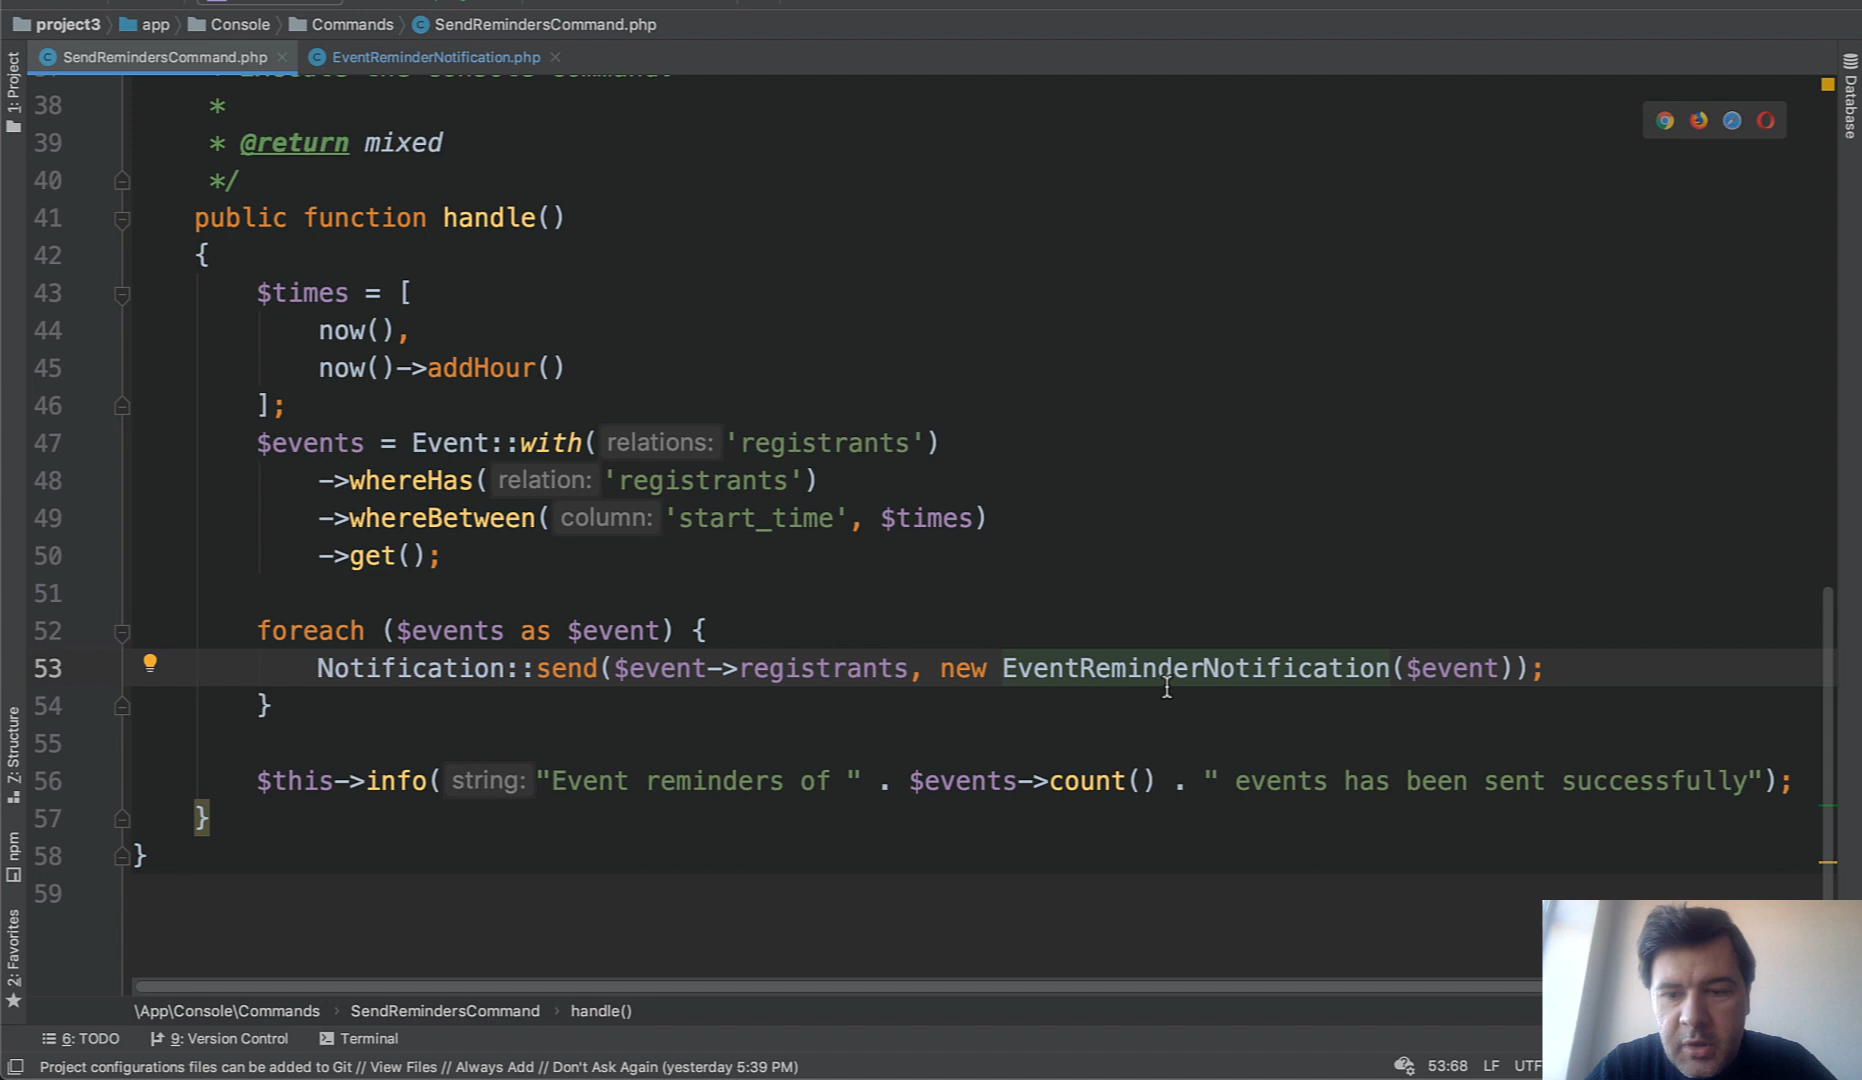 project3 app Console Commands SendRemindersCommand.php
SendRemindersCommand.php EventReminderNotification.php
1: Project
Database
38 *
39 * @return mixed
40 */
41 public function handle()
42 {
43 $times = [
44 now(),
45 now()->addHour()
46 ];
47 $events = Event::with( relations: 'registrants')
48 ->whereHas( relation: 'registrants')
49 ->whereBetween( column: 'start_time', $times)
50 ->get();
51
52 foreach ($events as $event) {
53 Notification::send($event->registrants, new EventReminderNotification($event));
54 }
55
56 $this->info( string: "Event reminders of " . $events->count() . " events has been sent successfully");
57 }
58 }
59
7: Structure
npm
2: Favorites
\App\Console\Commands › SendRemindersCommand › handle()
6: TODO 9: Version Control Terminal
Project configurations files can be added to Git // View Files // Always Add // Don't Ask Again (yesterday 5:39 PM) 53:68 LF UTF